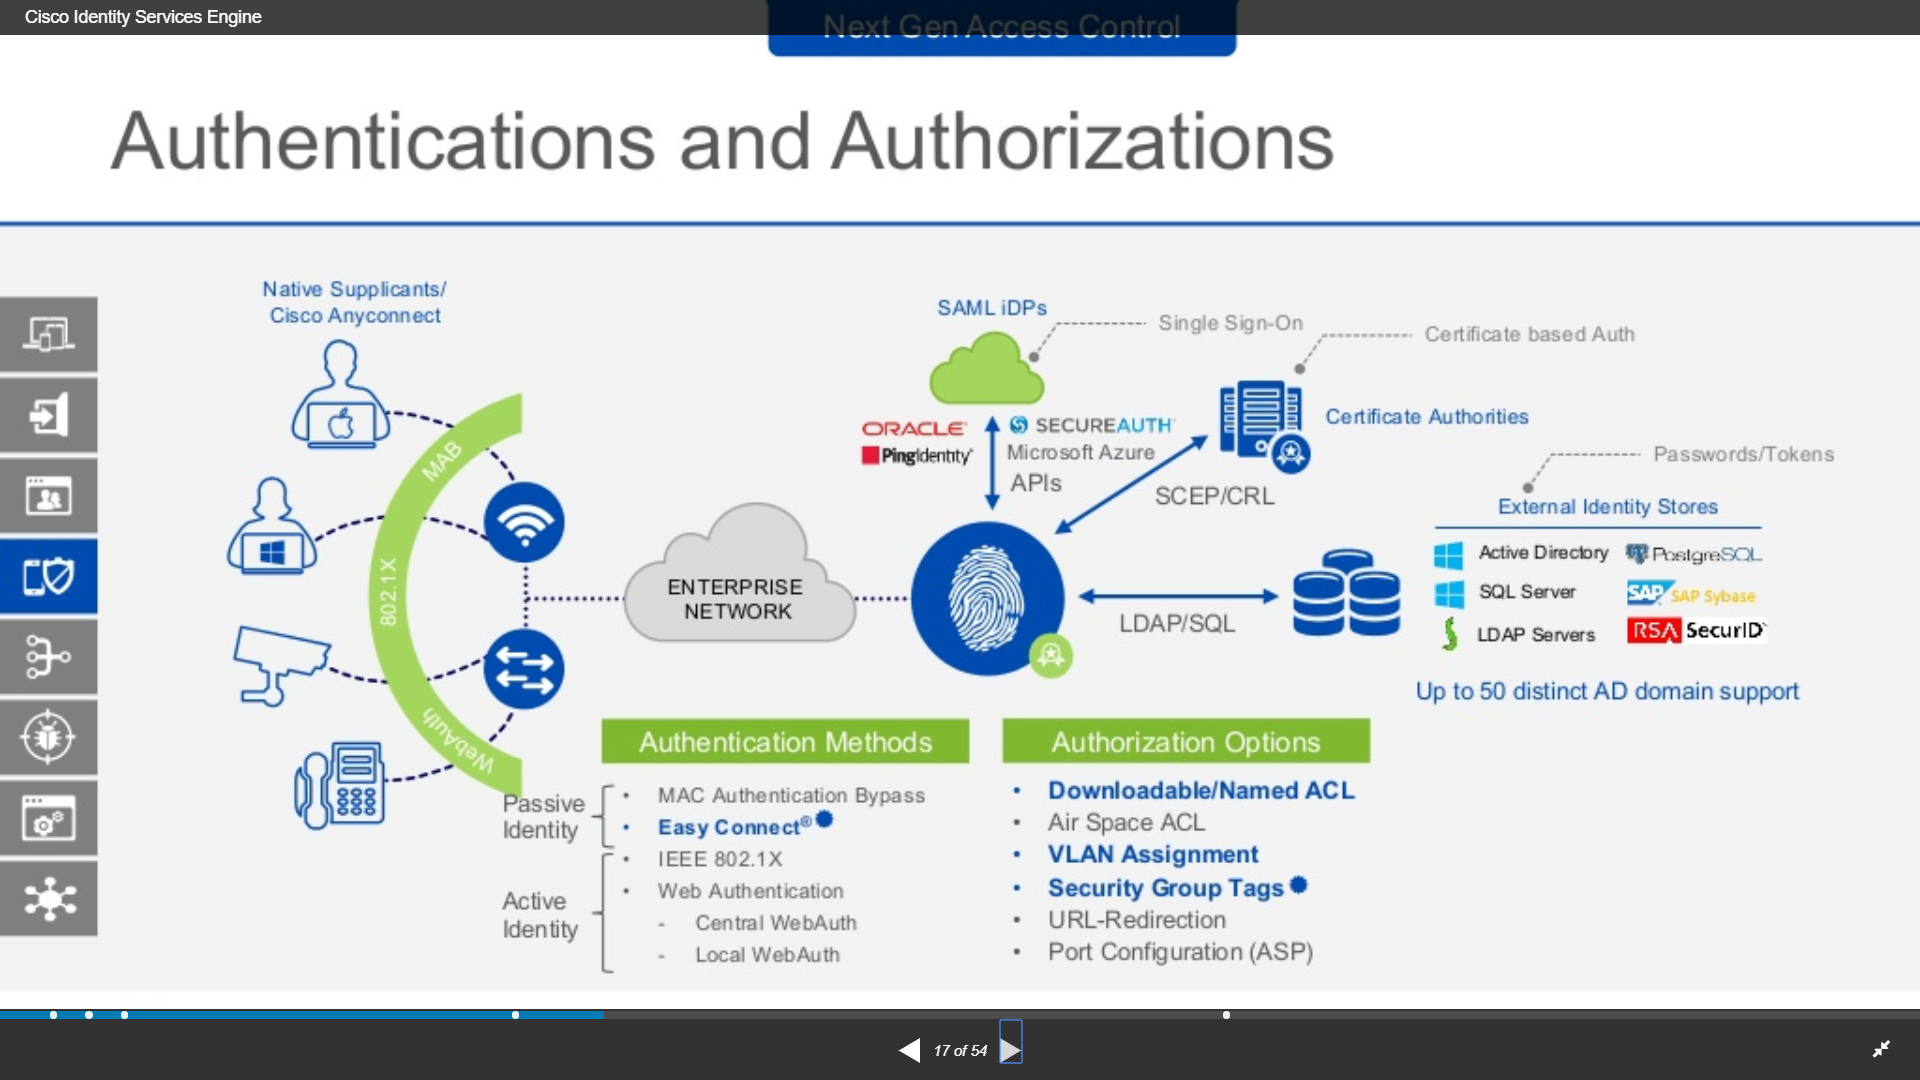 Cisco Identity Services Engine
Next Gen Access Control
Authentications and Authorizations
Native Supplicants/
Cisco Anyconnect
MAB
802.1X
WebAuth
ENTERPRISE
NETWORK
SAML iDPs
Single Sign-On
Certificate based Auth
ORACLE
SECUREAUTH
PingIdentity
Microsoft Azure
APIs
Certificate Authorities
SCEP/CRL
Passwords/Tokens
External Identity Stores
Active Directory
PostgreSQL
SQL Server
SAP SAP Sybase
LDAP Servers
RSA SecurID
LDAP/SQL
Up to 50 distinct AD domain support
Authentication Methods
Passive
Identity
• MAC Authentication Bypass
• Easy Connect®
Active
Identity
• IEEE 802.1X
• Web Authentication
- Central WebAuth
- Local WebAuth
Authorization Options
• Downloadable/Named ACL
• Air Space ACL
• VLAN Assignment
• Security Group Tags
• URL-Redirection
• Port Configuration (ASP)
17 of 54